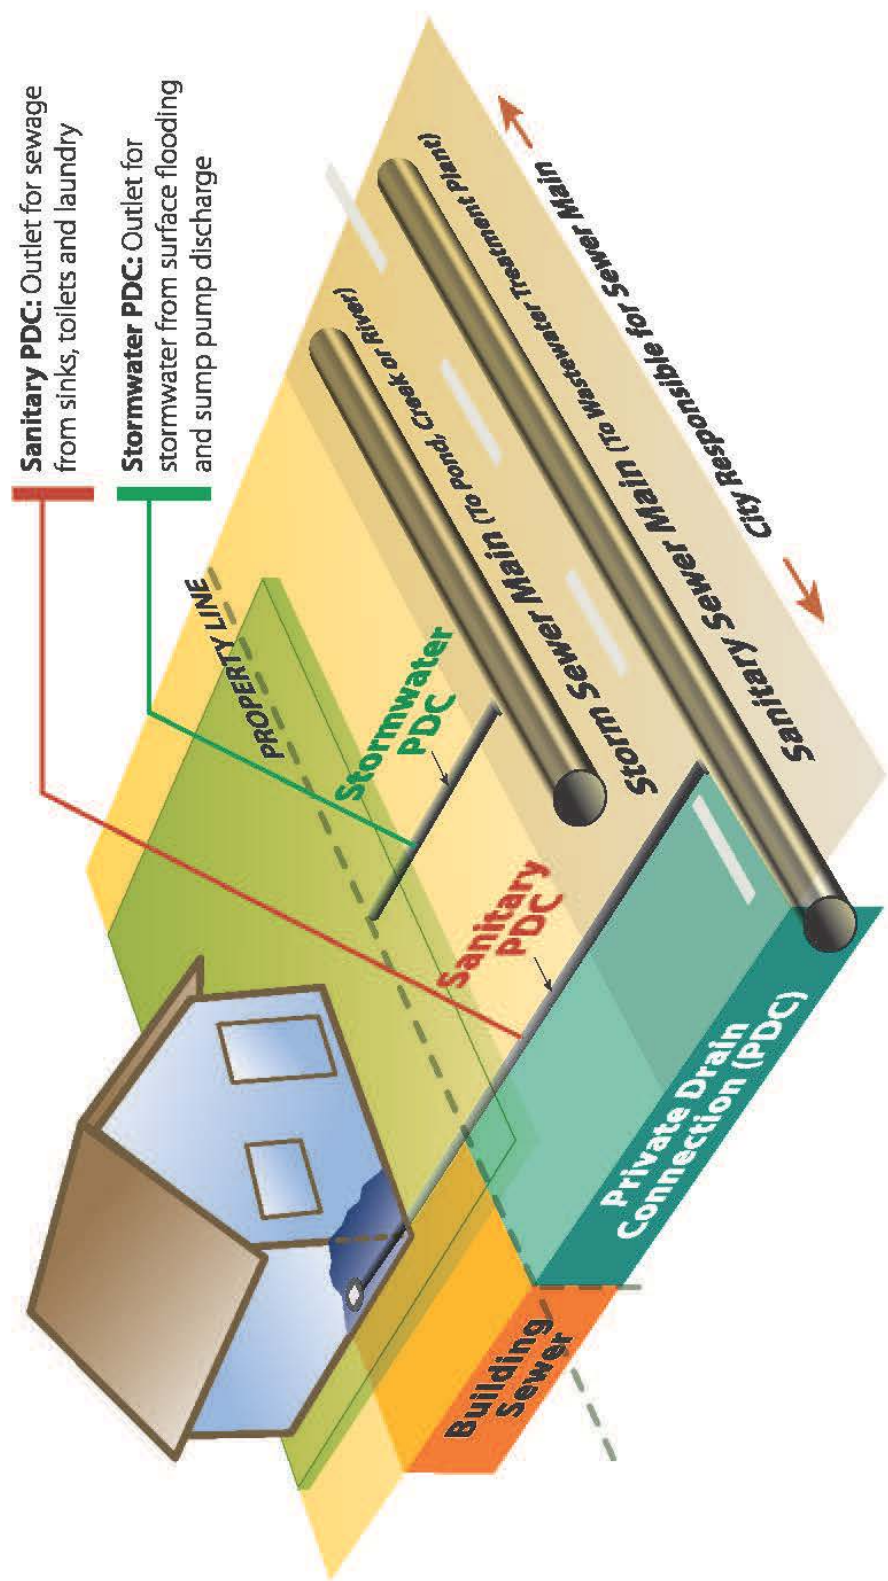 Sanitary PDC: Outlet for sewage
from sinks, toilets and laundry
Stormwater PDC: Outlet for
stormwater from surface flooding
and sump pump discharge
PROPERTY LINE
Stormwater
PDC
Sanitary
PDC
Storm Sewer Main (To Pond, Creek or River)
Sanitary Sewer Main (To Wastewater Treatment Plant)
City Responsible for Sewer Main
Building
Sewer
Private Drain
Connection (PDC)